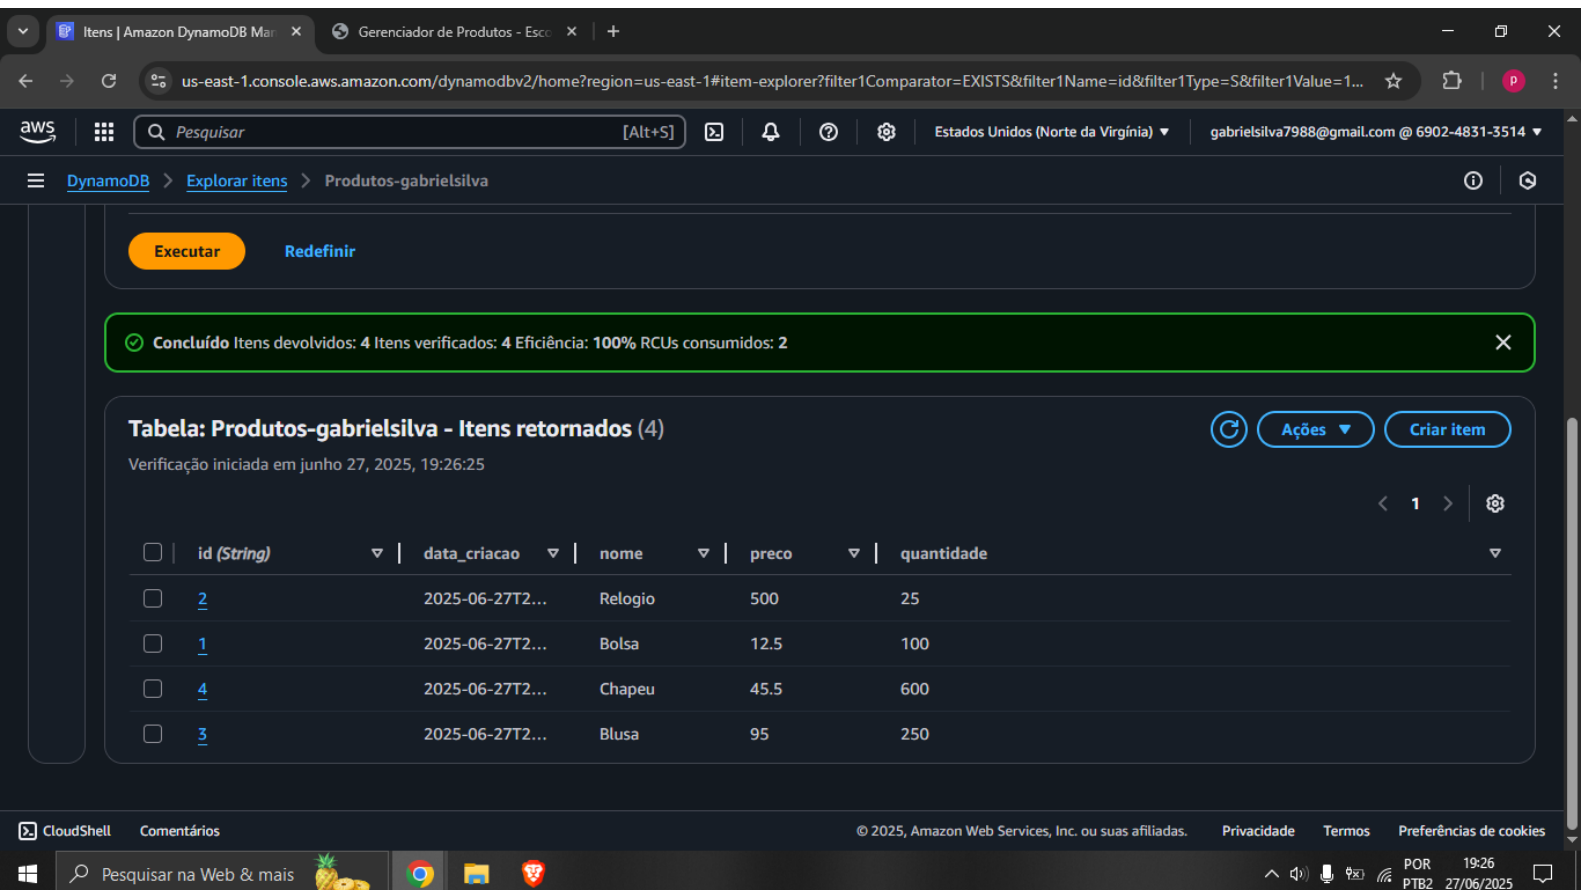 Itens | Amazon DynamoDB Man
Gerenciador de Produtos - Esco
us-east-1.console.aws.amazon.com/dynamodbv2/home?region=us-east-1#item-explorer?filter1Comparator=EXISTS&filter1Name=id&filter1Type=S&filter1Value=1...
P
aws
Pesquisar
[Alt+S]
Estados Unidos (Norte da Virgínia)
gabrielsilva7988@gmail.com @ 6902-4831-3514
DynamoDB > Explorar itens > Produtos-gabrielsilva
Executar
Redefinir
Concluído Itens devolvidos: 4 Itens verificados: 4 Eficiência: 100% RCUs consumidos: 2
Tabela: Produtos-gabrielsilva - Itens retornados (4)
Ações
Criar item
Verificação iniciada em junho 27, 2025, 19:26:25
1
id (String) data_criacao nome preco quantidade
2 2025-06-27T2... Relogio 500 25
1 2025-06-27T2... Bolsa 12.5 100
4 2025-06-27T2... Chapeu 45.5 600
3 2025-06-27T2... Blusa 95 250
CloudShell
Comentários
© 2025, Amazon Web Services, Inc. ou suas afiliadas.
Privacidade
Termos
Preferências de cookies
Pesquisar na Web & mais
POR
PTB2
19:26
27/06/2025